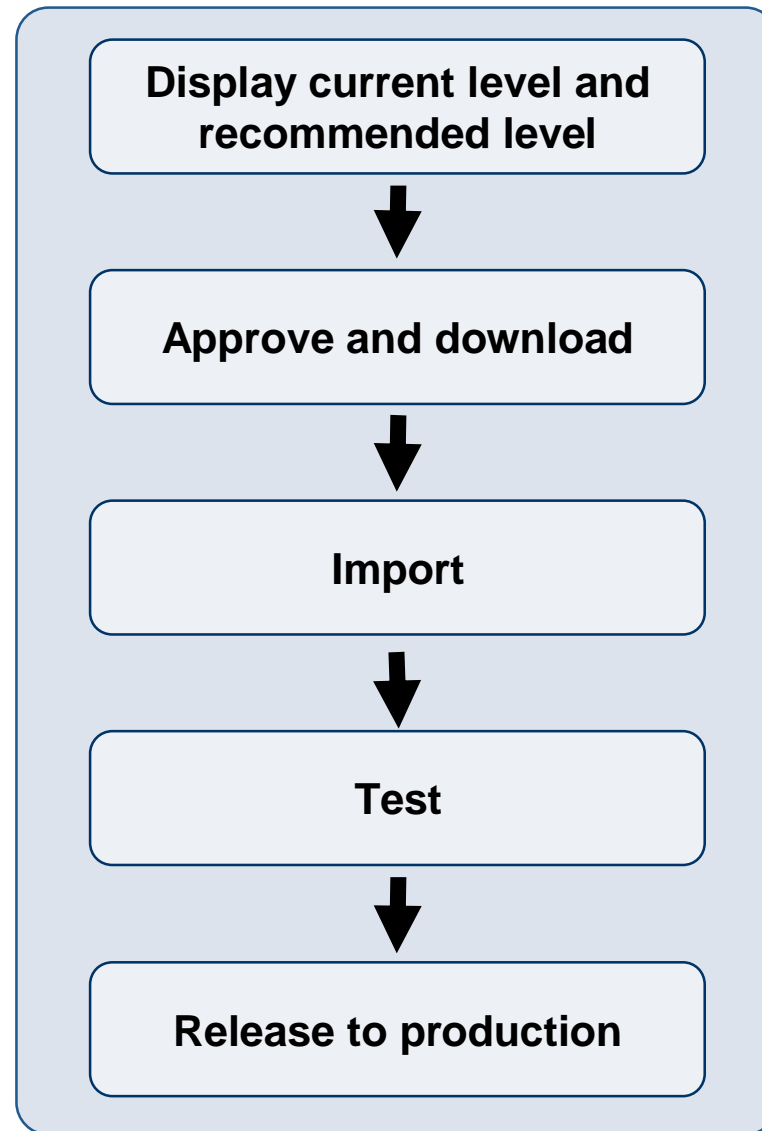 Display current level and
recommended level
Approve and download
Import
Test
Release to production